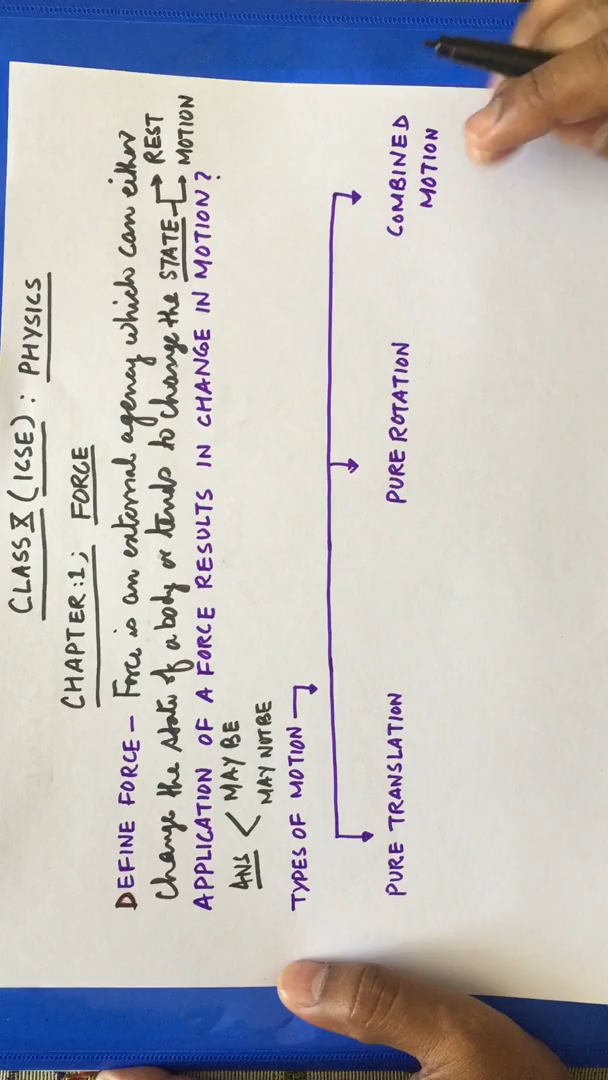 CLASS X (ICSE) : PHYSICS
CHAPTER:1; FORCE
DEFINE FORCE - Force is an external agency which can either
Change the state of a body or tends to change the STATE → REST
→ MOTION
APPLICATION OF A FORCE RESULTS IN CHANGE IN MOTION?
ANS < MAY BE
MAY NOT BE
TYPES OF MOTION
PURE TRANSLATION PURE ROTATION COMBINED
MOTION